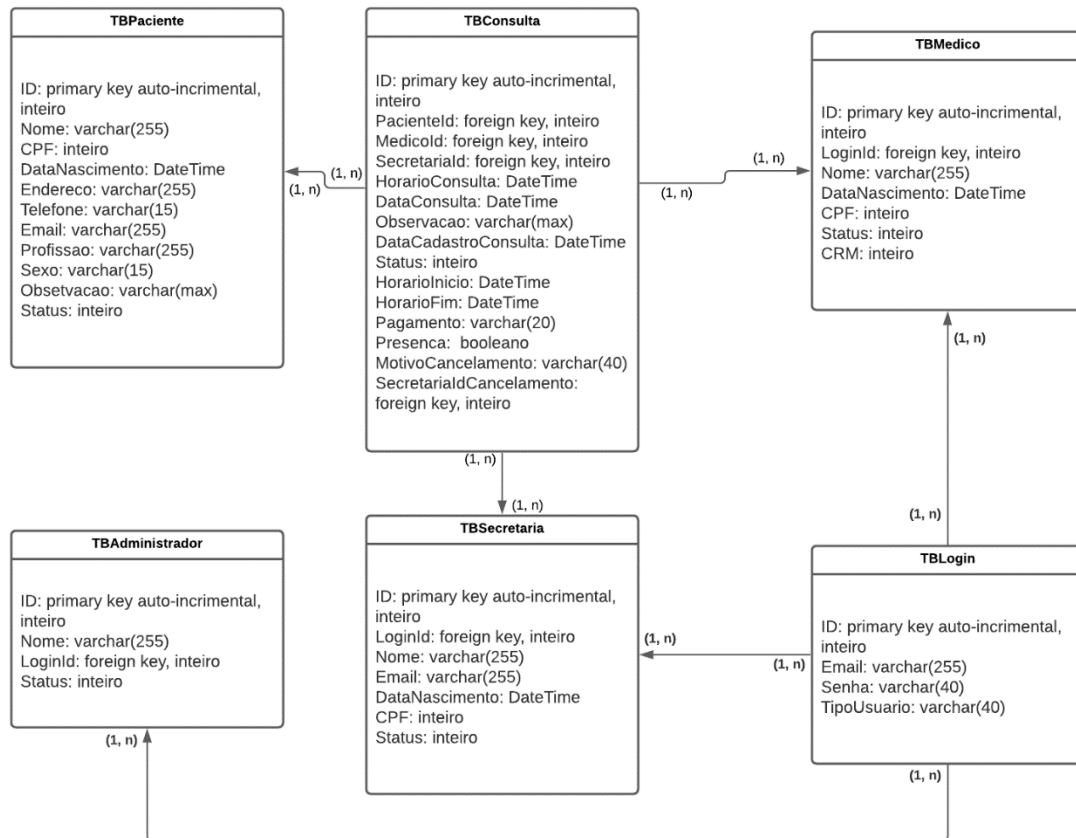 TBPaciente
ID: primary key auto-incrimental,
inteiro
Nome: varchar(255)
CPF: inteiro
DataNascimento: DateTime
Endereco: varchar(255)
Telefone: varchar(15)
Email: varchar(255)
Profissao: varchar(255)
Sexo: varchar(15)
Obsetvacao: varchar(max)
Status: inteiro
(1, n)
(1, n)
TBConsulta
ID: primary key auto-incrimental,
inteiro
PacienteId: foreign key, inteiro
MedicoId: foreign key, inteiro
SecretariaId: foreign key, inteiro
HorarioConsulta: DateTime
DataConsulta: DateTime
Observacao: varchar(max)
DataCadastroConsulta: DateTime
Status: inteiro
HorarioInicio: DateTime
HorarioFim: DateTime
Pagamento: varchar(20)
Presenca:  booleano
MotivoCancelamento: varchar(40)
SecretariaIdCancelamento:
foreign key, inteiro
(1, n)
(1, n)
TBMedico
ID: primary key auto-incrimental,
inteiro
LoginId: foreign key, inteiro
Nome: varchar(255)
DataNascimento: DateTime
CPF: inteiro
Status: inteiro
CRM: inteiro
(1, n)
(1, n)
(1, n)
(1, n)
TBAdministrador
ID: primary key auto-incrimental,
inteiro
Nome: varchar(255)
LoginId: foreign key, inteiro
Status: inteiro
(1, n)
TBSecretaria
ID: primary key auto-incrimental,
inteiro
LoginId: foreign key, inteiro
Nome: varchar(255)
Email: varchar(255)
DataNascimento: DateTime
CPF: inteiro
Status: inteiro
(1, n)
(1, n)
TBLogin
ID: primary key auto-incrimental,
inteiro
Email: varchar(255)
Senha: varchar(40)
TipoUsuario: varchar(40)
(1, n)